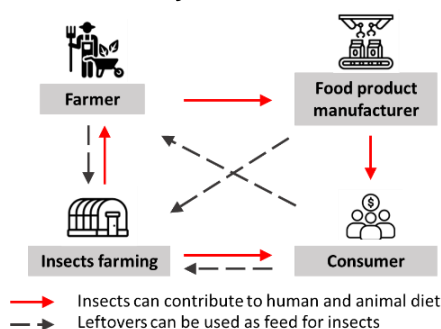 Farmer
Food product
manufacturer
$
Insects farming
Consumer
Insects can contribute to human and animal diet
Leftovers can be used as feed for insects